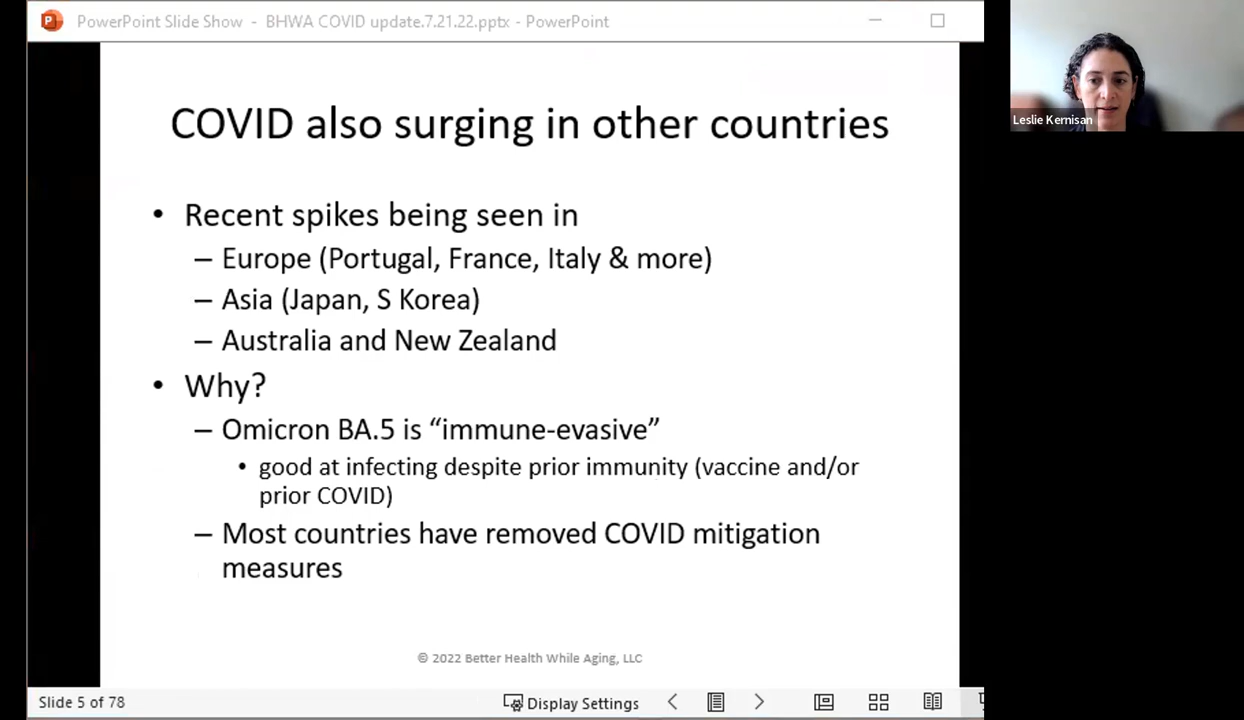 PowerPoint Slide Show - BHWA COVID update.7.21.22.pptx - PowerPoint
Leslie Kernisan
COVID also surging in other countries
• Recent spikes being seen in
– Europe (Portugal, France, Italy & more)
– Asia (Japan, S Korea)
– Australia and New Zealand
• Why?
– Omicron BA.5 is “immune-evasive”
• good at infecting despite prior immunity (vaccine and/or
prior COVID)
– Most countries have removed COVID mitigation
measures
© 2022 Better Health While Aging, LLC
Slide 5 of 78
Display Settings